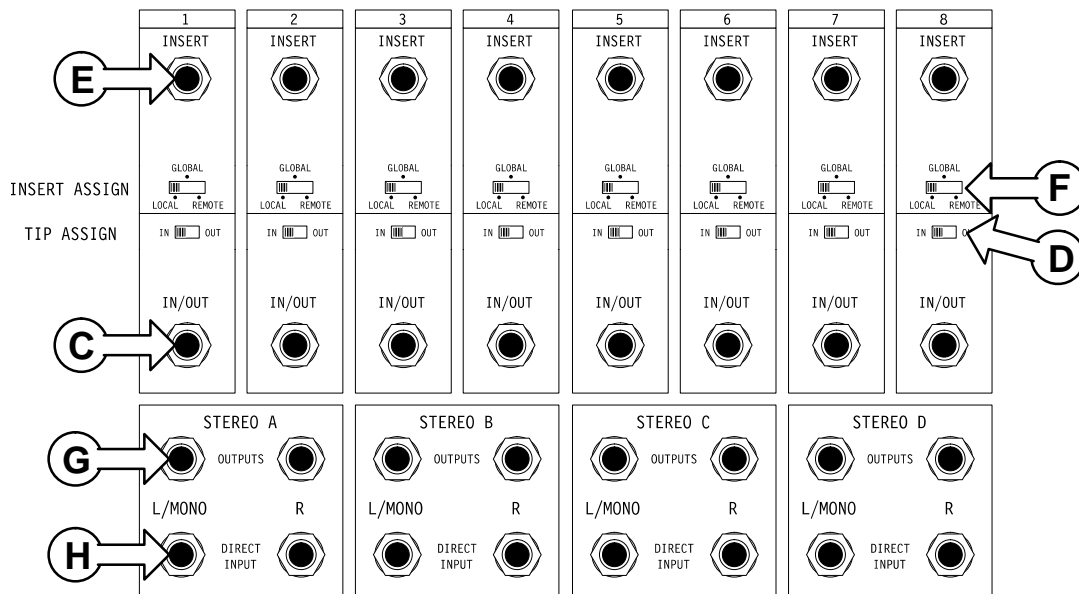 1 2 3 4 5 6 7 8
INSERT INSERT INSERT INSERT INSERT INSERT INSERT INSERT
E
GLOBAL GLOBAL GLOBAL GLOBAL GLOBAL GLOBAL GLOBAL GLOBAL
INSERT ASSIGN F
LOCAL REMOTE LOCAL REMOTE LOCAL REMOTE LOCAL REMOTE LOCAL REMOTE LOCAL REMOTE LOCAL REMOTE LOCAL REMOTE
TIP ASSIGN IN OUT IN OUT IN OUT IN OUT IN OUT IN OUT IN OUT IN
D
IN/OUT IN/OUT IN/OUT IN/OUT IN/OUT IN/OUT IN/OUT IN/OUT
C
STEREO A STEREO B STEREO C STEREO D
G OUTPUTS OUTPUTS OUTPUTS OUTPUTS
L/MONO R L/MONO R L/MONO R L/MONO R
H DIRECT DIRECT DIRECT DIRECT
INPUT INPUT INPUT INPUT